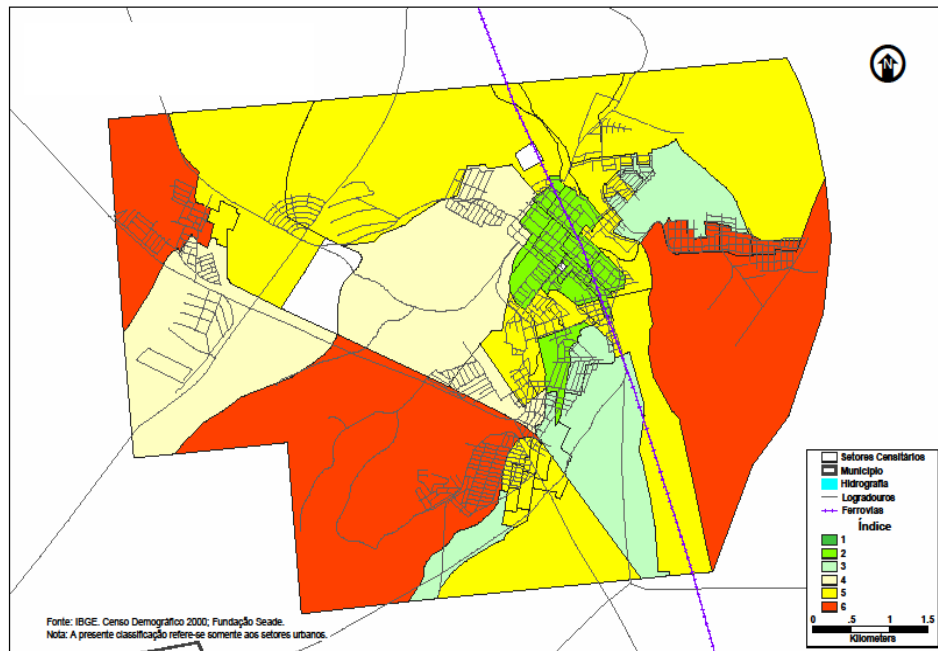 N
Setores Censitários
Município
Hidrografia
Logradouros
Ferrovias
Índice
1
2
3
4
5
6
0 .5 1 1.5
Kilometers
Fonte: IBGE. Censo Demográfico 2000; Fundação Seade.
Nota: A presente classificação refere-se somente aos setores urbanos.